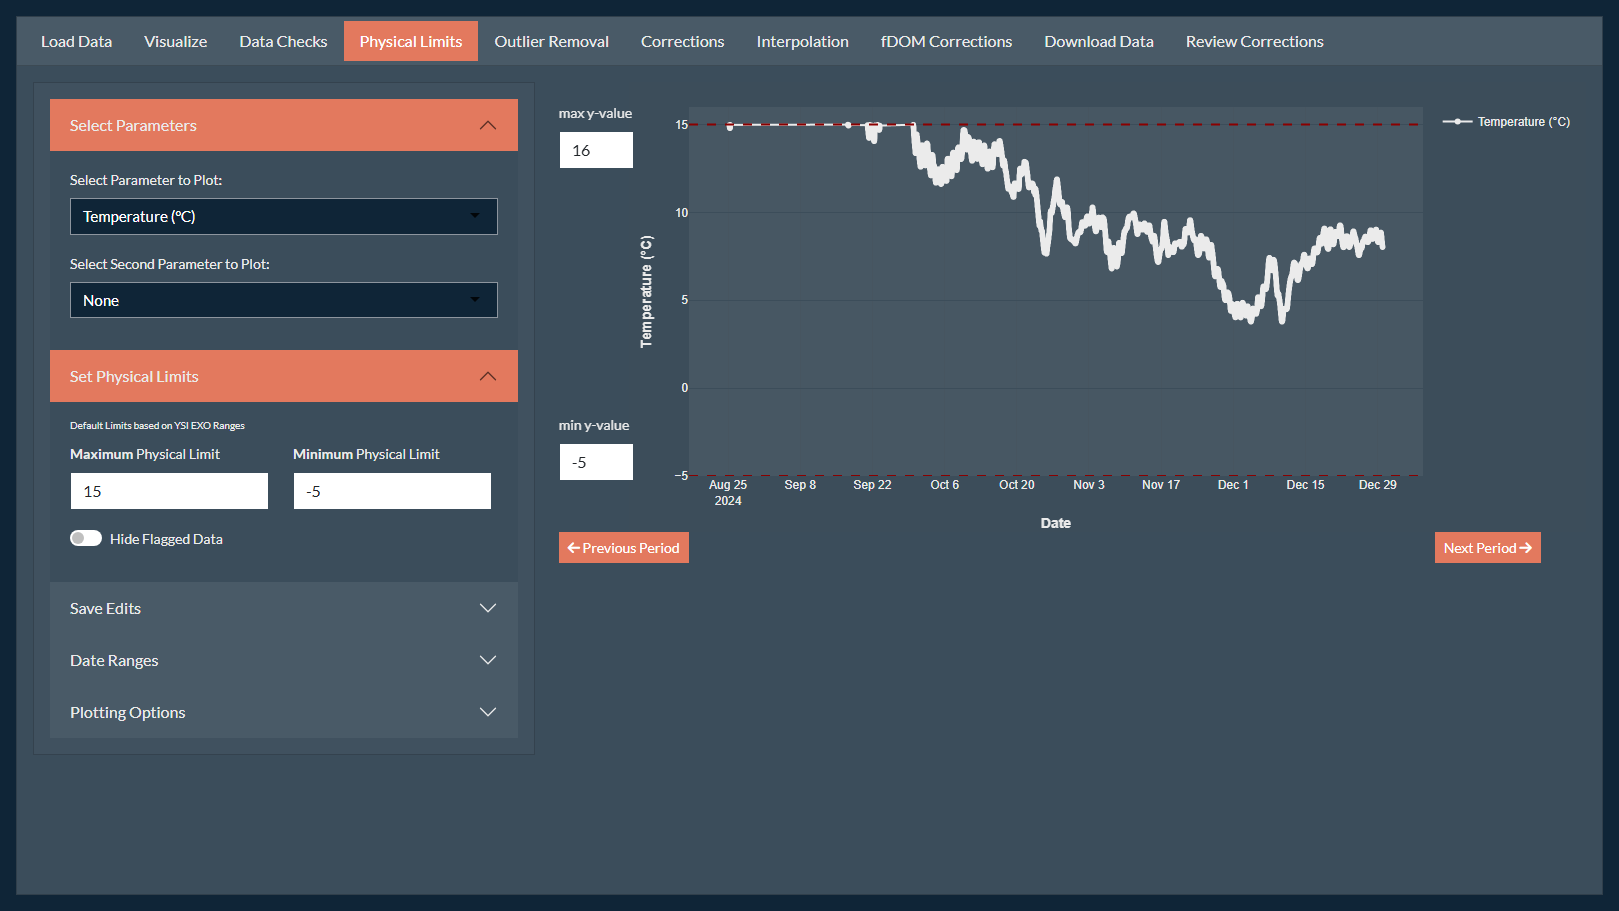 Load Data Visualize Data Checks Physical Limits Outlier Removal Corrections Interpolation fDOM Corrections Download Data Review Corrections
Select Parameters
Select Parameter to Plot:
Temperature (°C)
Select Second Parameter to Plot:
None
Set Physical Limits
Default Limits based on YSI EXO Ranges
Maximum Physical Limit Minimum Physical Limit
15 -5
Hide Flagged Data
Save Edits
Date Ranges
Plotting Options
max y-value
16
min y-value
-5
Temperature (°C)
15
10
5
0
−5
Aug 25 Sep 8 Sep 22 Oct 6 Oct 20 Nov 3 Nov 17 Dec 1 Dec 15 Dec 29
2024
Date
Temperature (°C)
Previous Period Next Period